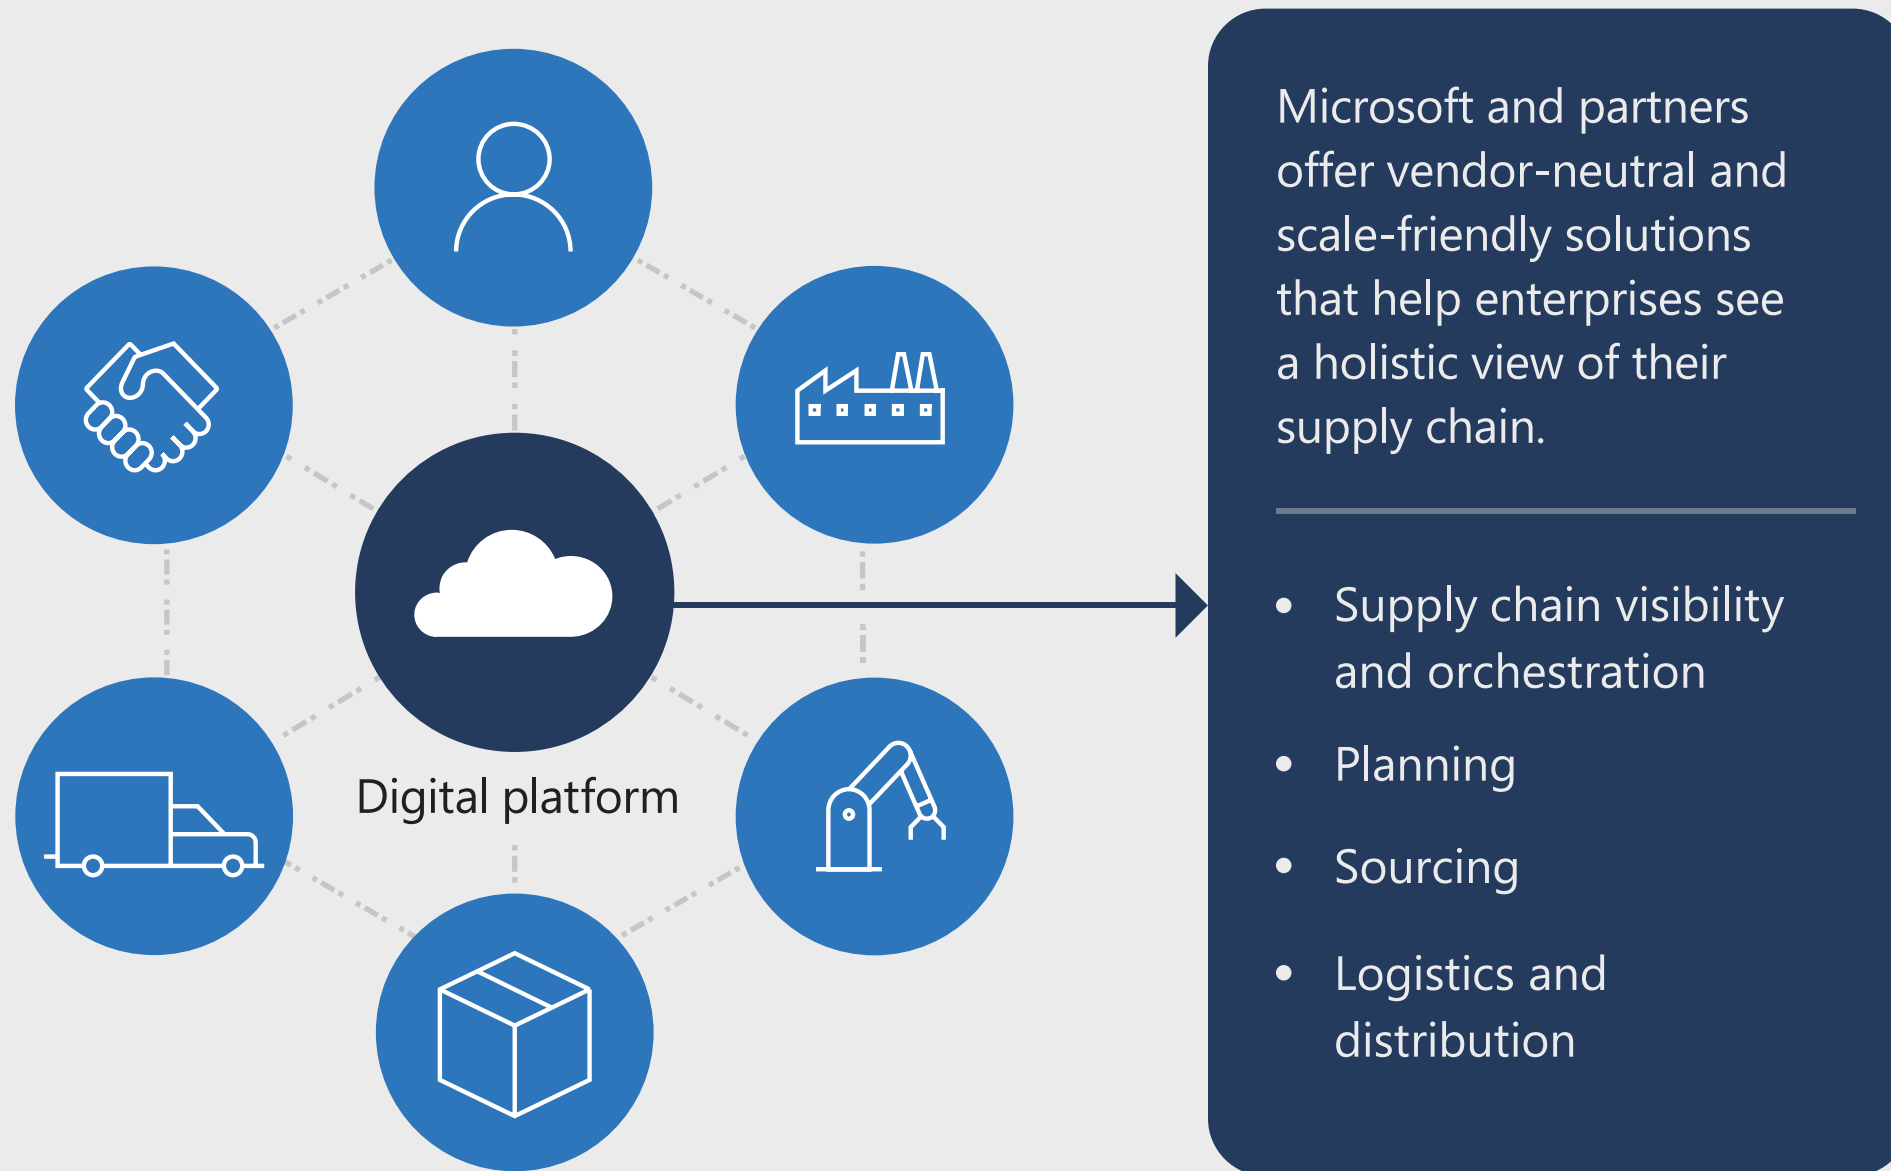 Digital platform
Microsoft and partners
offer vendor-neutral and
scale-friendly solutions
that help enterprises see
a holistic view of their
supply chain.
• Supply chain visibility
and orchestration
• Planning
• Sourcing
• Logistics and
distribution